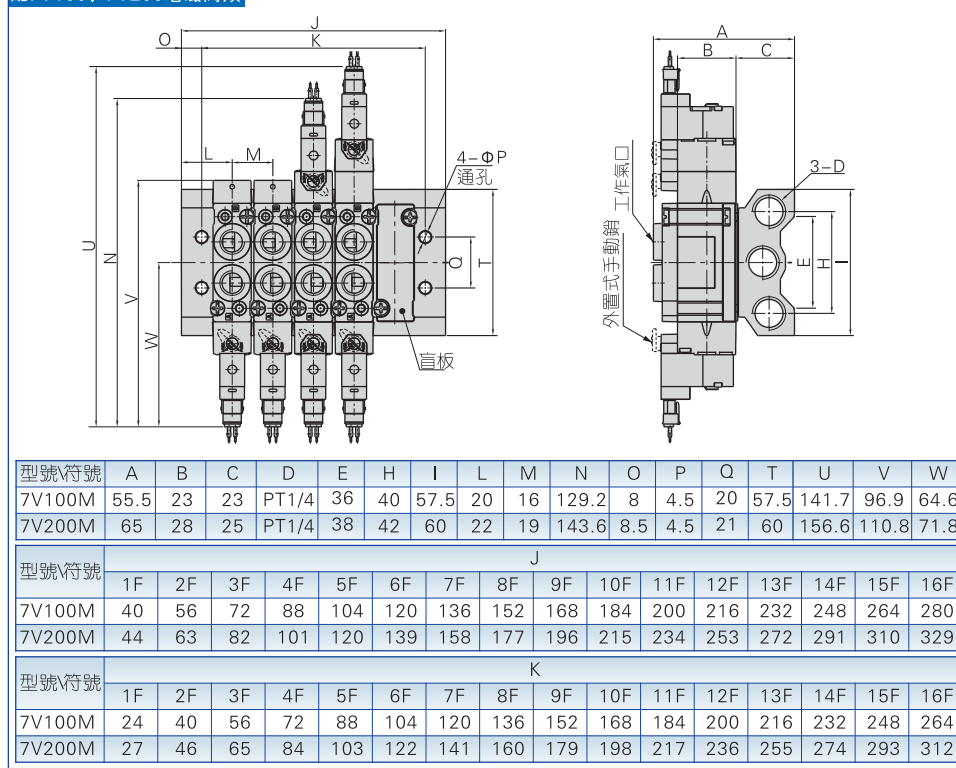 J
O K
A
B C
L M
4-ΦP
通孔
工作氣口
3-D
U N V W
Q T
外置式手動銷
E H I
盲板
型號\符號 A B C D E H I L M N O P Q T U V W
7V100M 55.5 23 23 PT1/4 36 40 57.5 20 16 129.2 8 4.5 20 57.5 141.7 96.9 64.6
7V200M 65 28 25 PT1/4 38 42 60 22 19 143.6 8.5 4.5 21 60 156.6 110.8 71.8
型號\符號 J
1F 2F 3F 4F 5F 6F 7F 8F 9F 10F 11F 12F 13F 14F 15F 16F
7V100M 40 56 72 88 104 120 136 152 168 184 200 216 232 248 264 280
7V200M 44 63 82 101 120 139 158 177 196 215 234 253 272 291 310 329
型號\符號 K
1F 2F 3F 4F 5F 6F 7F 8F 9F 10F 11F 12F 13F 14F 15F 16F
7V100M 24 40 56 72 88 104 120 136 152 168 184 200 216 232 248 264
7V200M 27 46 65 84 103 122 141 160 179 198 217 236 255 274 293 312